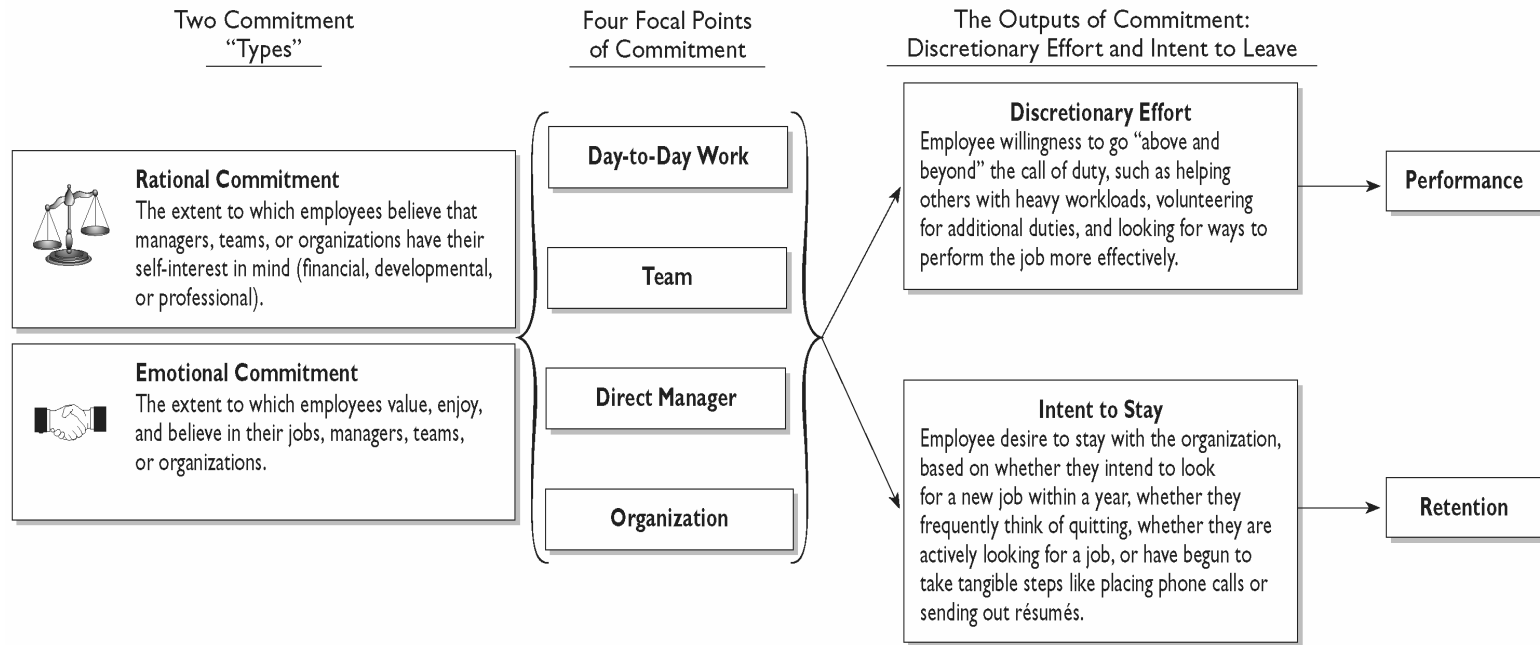 Two Commitment
“Types”
Four Focal Points
of Commitment
The Outputs of Commitment:
Discretionary Effort and Intent to Leave
Rational Commitment
The extent to which employees believe that
managers, teams, or organizations have their
self-interest in mind (financial, developmental,
or professional).
Emotional Commitment
The extent to which employees value, enjoy,
and believe in their jobs, managers, teams,
or organizations.
Day-to-Day Work
Team
Direct Manager
Organization
Discretionary Effort
Employee willingness to go “above and
beyond” the call of duty, such as helping
others with heavy workloads, volunteering
for additional duties, and looking for ways to
perform the job more effectively.
Performance
Intent to Stay
Employee desire to stay with the organization,
based on whether they intend to look
for a new job within a year, whether they
frequently think of quitting, whether they are
actively looking for a job, or have begun to
take tangible steps like placing phone calls or
sending out résumés.
Retention